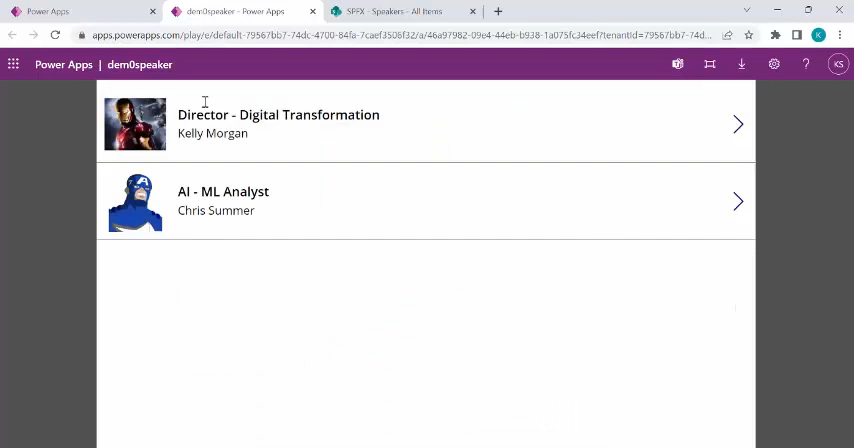 Power Apps
dem0speaker - Power Apps
SPFX - Speakers - All Items
apps.powerapps.com/play/e/default-79567bb7-74dc-4700-84fa-7caef3506f32/a/46a97982-09e4-44eb-b938-1a075fc34eef?tenantId=79567bb7-74d...
K
Power Apps | dem0speaker
KS
Director - Digital Transformation
Kelly Morgan
AI - ML Analyst
Chris Summer